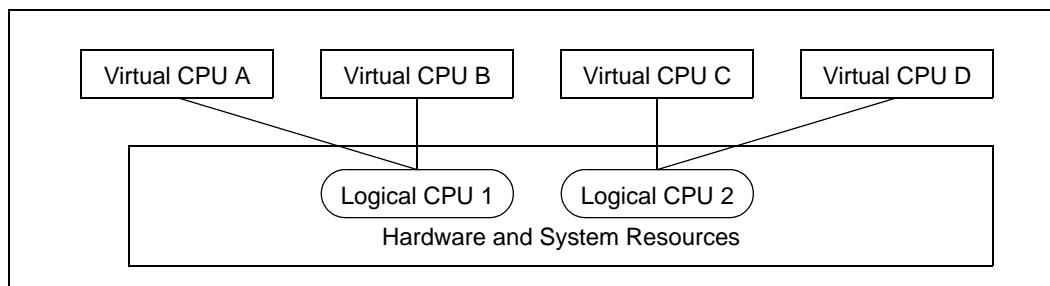 Virtual CPU A
Virtual CPU B
Virtual CPU C
Virtual CPU D
Logical CPU 1
Logical CPU 2
Hardware and System Resources